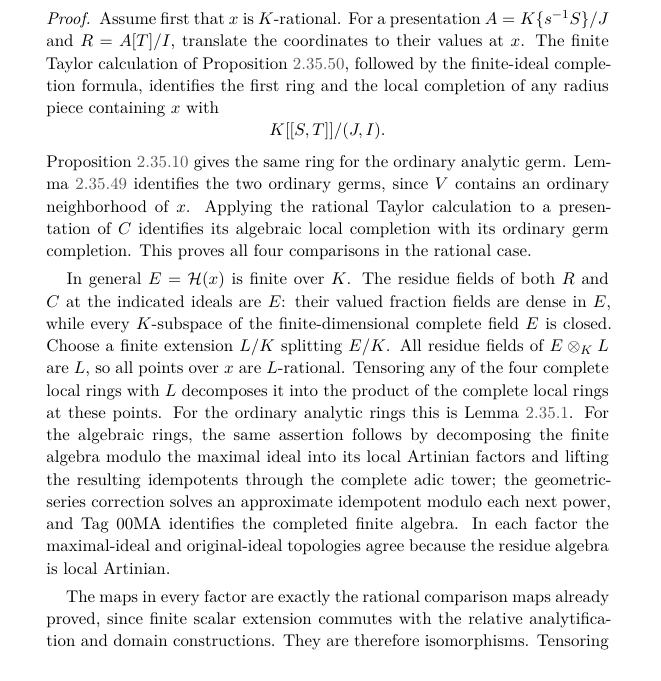 Proof. Assume first that x is K-rational. For a presentation A = K{s⁻¹S}/J
and R = A[T]/I, translate the coordinates to their values at x. The finite
Taylor calculation of Proposition 2.35.50, followed by the finite-ideal comple-
tion formula, identifies the first ring and the local completion of any radius
piece containing x with
K[[S, T]]/(J, I).
Proposition 2.35.10 gives the same ring for the ordinary analytic germ. Lem-
ma 2.35.49 identifies the two ordinary germs, since V contains an ordinary
neighborhood of x. Applying the rational Taylor calculation to a presen-
tation of C identifies its algebraic local completion with its ordinary germ
completion. This proves all four comparisons in the rational case.
In general E = ℋ(x) is finite over K. The residue fields of both R and
C at the indicated ideals are E: their valued fraction fields are dense in E,
while every K-subspace of the finite-dimensional complete field E is closed.
Choose a finite extension L/K splitting E/K. All residue fields of E ⊗_K L
are L, so all points over x are L-rational. Tensoring any of the four complete
local rings with L decomposes it into the product of the complete local rings
at these points. For the ordinary analytic rings this is Lemma 2.35.1. For
the algebraic rings, the same assertion follows by decomposing the finite
algebra modulo the maximal ideal into its local Artinian factors and lifting
the resulting idempotents through the complete adic tower; the geometric-
series correction solves an approximate idempotent modulo each next power,
and Tag 00MA identifies the completed finite algebra. In each factor the
maximal-ideal and original-ideal topologies agree because the residue algebra
is local Artinian.
The maps in every factor are exactly the rational comparison maps already
proved, since finite scalar extension commutes with the relative analytifica-
tion and domain constructions. They are therefore isomorphisms. Tensoring